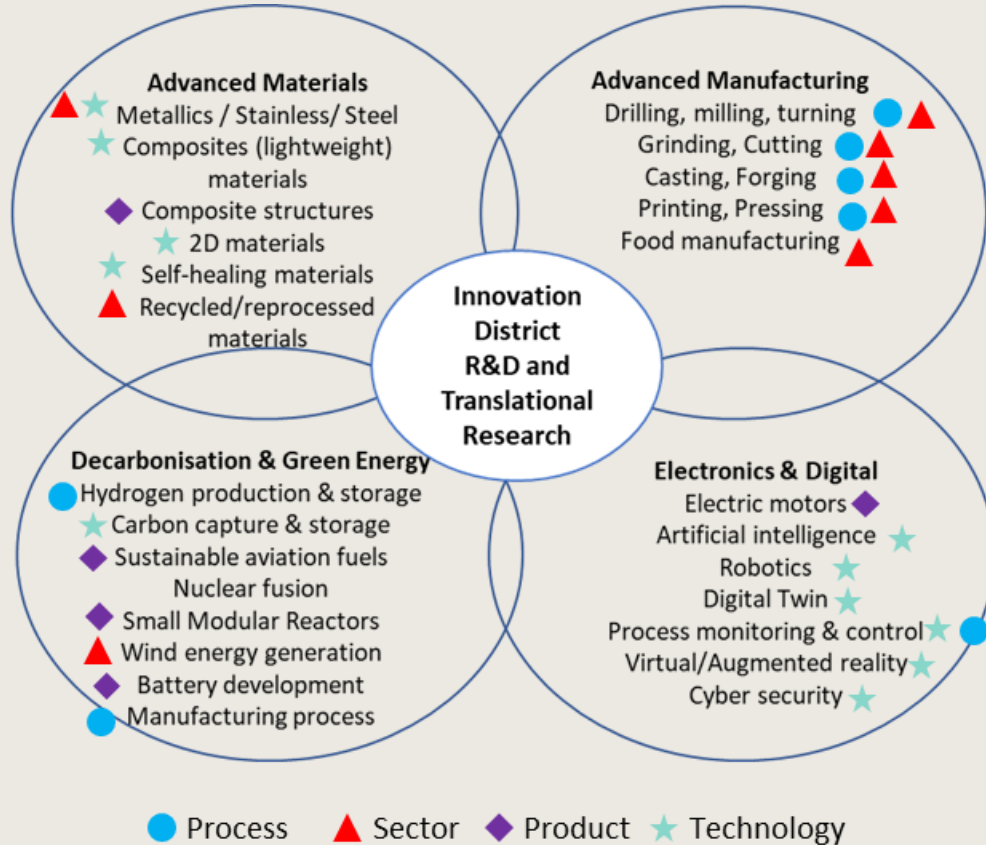 Advanced Materials
Metallics / Stainless/ Steel
Composites (lightweight)
materials
Composite structures
2D materials
Self-healing materials
Recycled/reprocessed
materials
Advanced Manufacturing
Drilling, milling, turning
Grinding, Cutting
Casting, Forging
Printing, Pressing
Food manufacturing
Innovation
District
R&D and
Translational
Research
Decarbonisation & Green Energy
Hydrogen production & storage
Carbon capture & storage
Sustainable aviation fuels
Nuclear fusion
Small Modular Reactors
Wind energy generation
Battery development
Manufacturing process
Electronics & Digital
Electric motors
Artificial intelligence
Robotics
Digital Twin
Process monitoring & control
Virtual/Augmented reality
Cyber security
Process Sector Product Technology